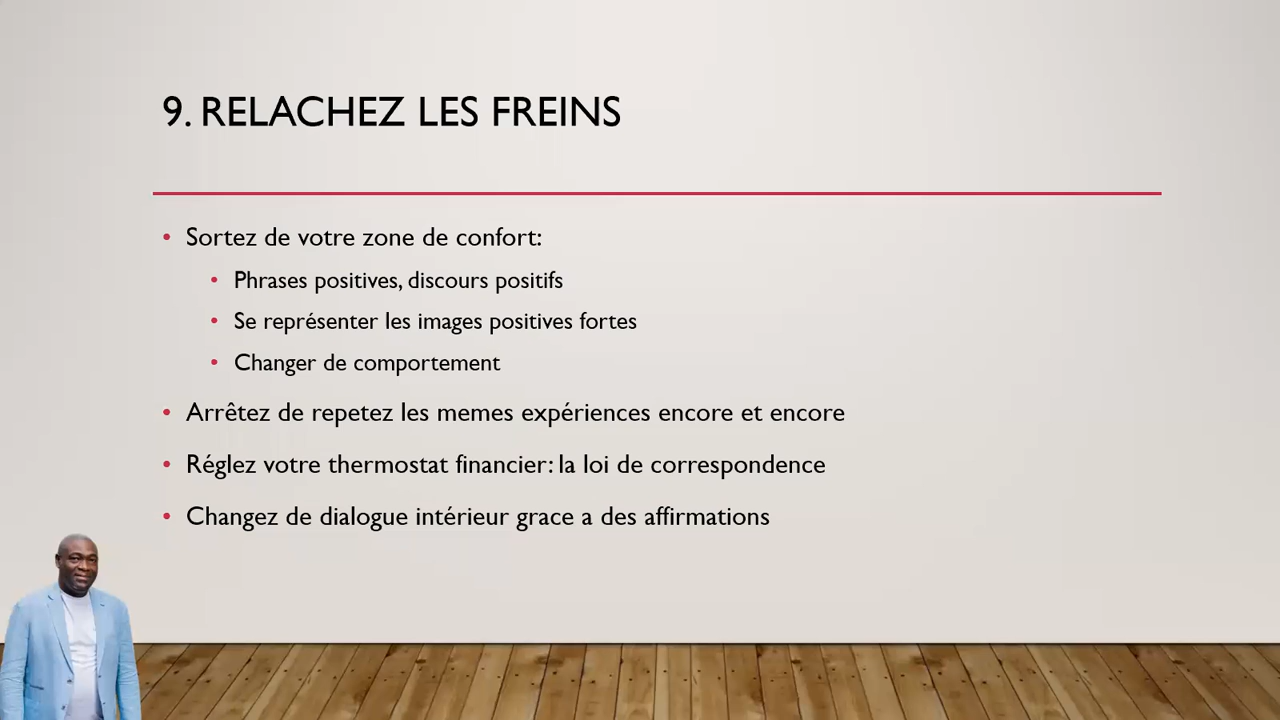 9. RELACHEZ LES FREINS
• Sortez de votre zone de confort:
• Phrases positives, discours positifs
• Se représenter les images positives fortes
• Changer de comportement
• Arrêtez de repetez les memes expériences encore et encore
• Réglez votre thermostat financier: la loi de correspondence
• Changez de dialogue intérieur grace a des affirmations